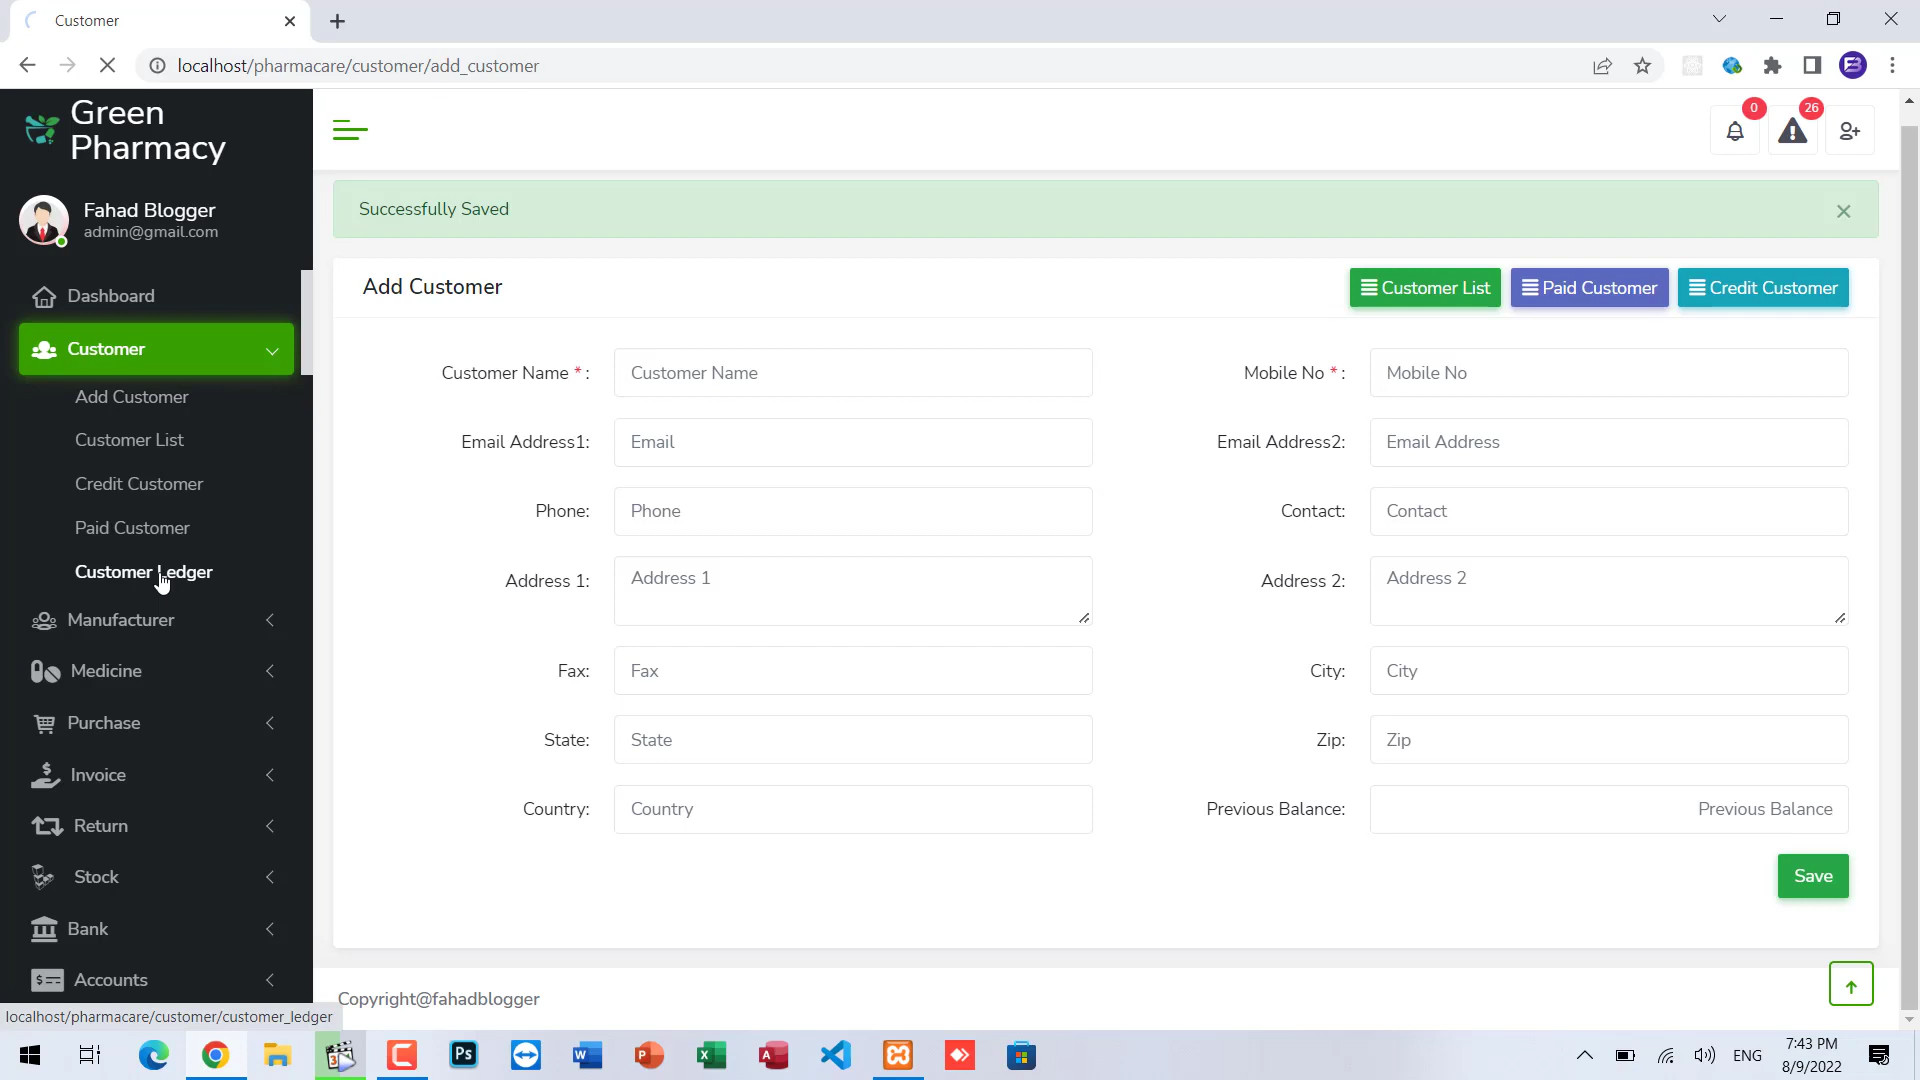 Customer
localhost/pharmacare/customer/add_customer
Green
Pharmacy
Fahad Blogger
admin@gmail.com
Dashboard
Customer
Add Customer
Customer List
Credit Customer
Paid Customer
Customer Ledger
Manufacturer
Medicine
Purchase
Invoice
Return
Stock
Bank
Accounts
0
26
Successfully Saved
Add Customer
Customer List
Paid Customer
Credit Customer
Customer Name * :
Customer Name
Mobile No * :
Mobile No
Email Address1:
Email
Email Address2:
Email Address
Phone:
Phone
Contact:
Contact
Address 1:
Address 1
Address 2:
Address 2
Fax:
Fax
City:
City
State:
State
Zip:
Zip
Country:
Country
Previous Balance:
Previous Balance
Save
Copyright@fahadblogger
localhost/pharmacare/customer/customer_ledger
ENG
7:43 PM
8/9/2022